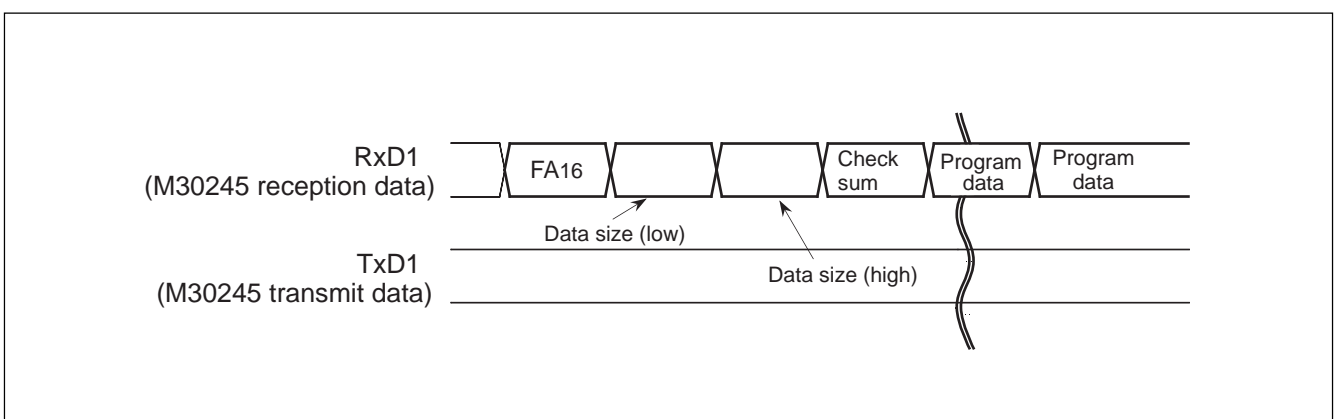 RxD1
(M30245 reception data)
FA16
Check
sum
Program
data
Program
data
Data size (low)
Data size (high)
TxD1
(M30245 transmit data)